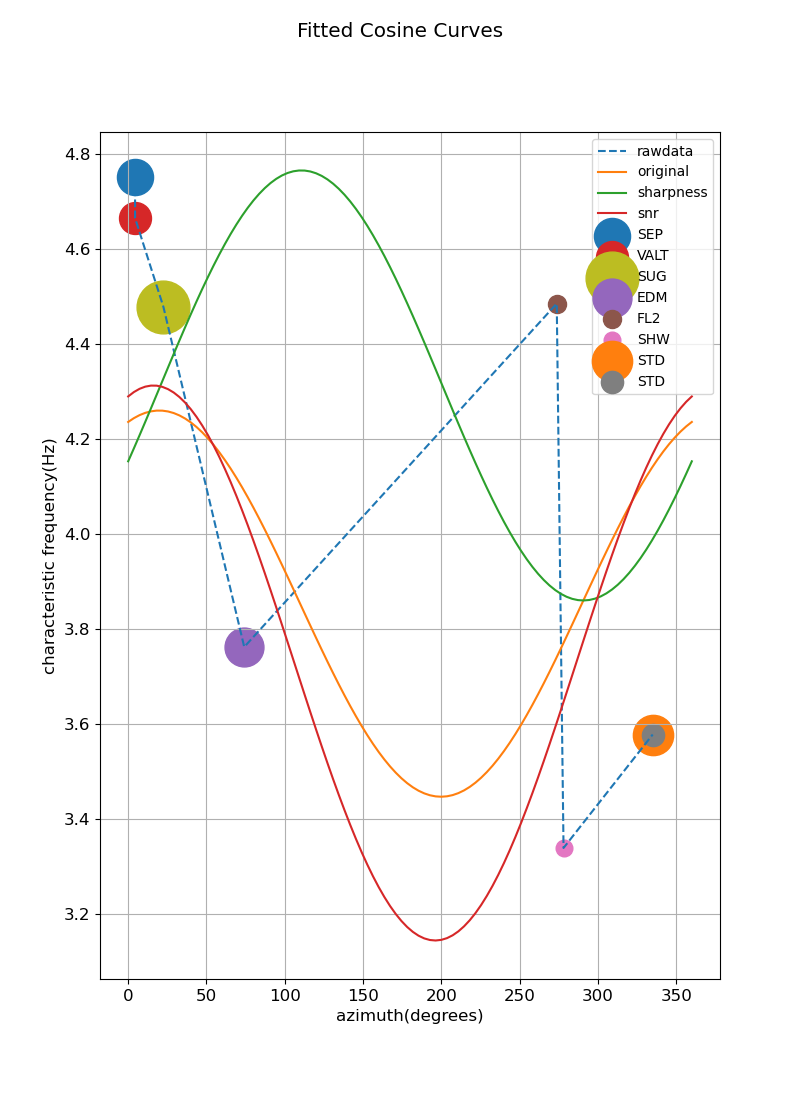 Fitted Cosine Curves
4.8
4.6
4.4
4.2
4.0
3.8
3.6
3.4
3.2
characteristic frequency(Hz)
0 50 100 150 200 250 300 350
azimuth(degrees)
rawdata
original
sharpness
snr
SEP
VALT
SUG
EDM
FL2
SHW
STD
STD